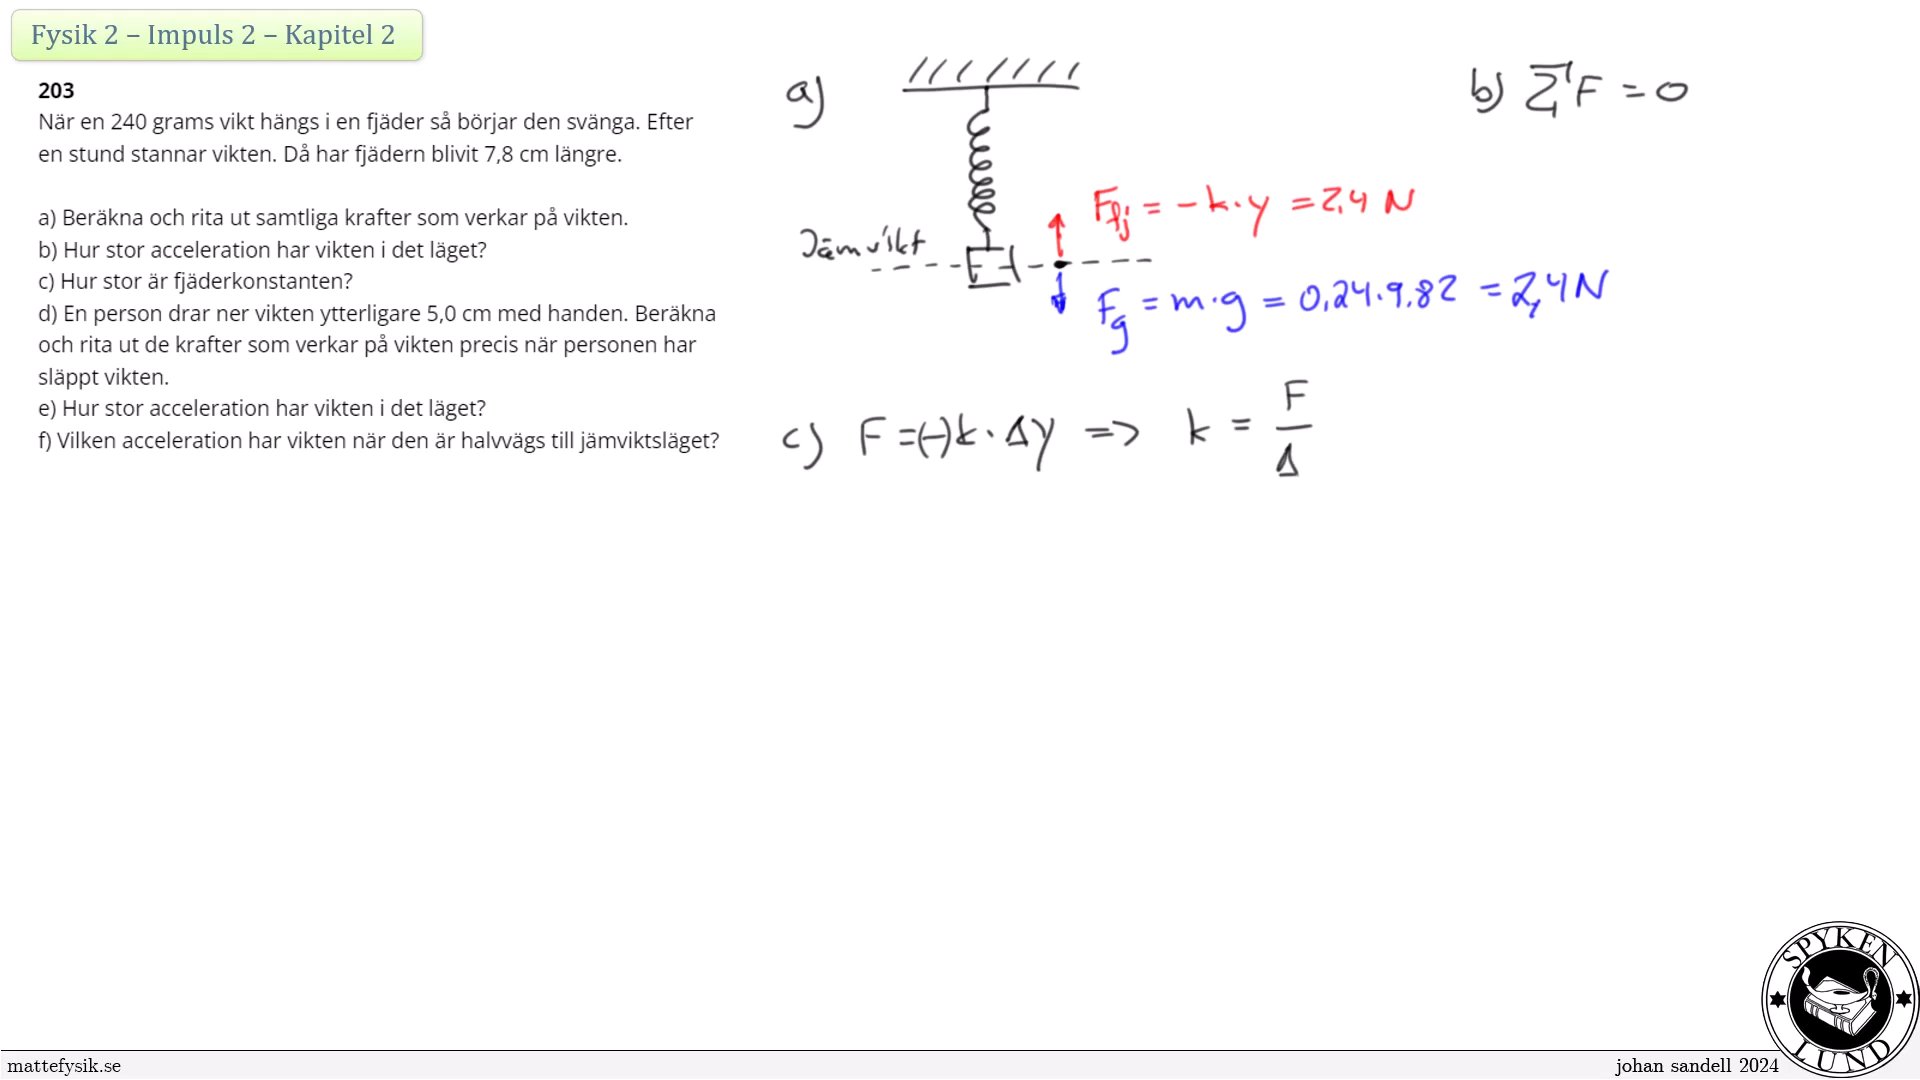 Fysik 2 – Impuls 2 – Kapitel 2
203
När en 240 grams vikt hängs i en fjäder så börjar den svänga. Efter
en stund stannar vikten. Då har fjädern blivit 7,8 cm längre.
a) Beräkna och rita ut samtliga krafter som verkar på vikten.
b) Hur stor acceleration har vikten i det läget?
c) Hur stor är fjäderkonstanten?
d) En person drar ner vikten ytterligare 5,0 cm med handen. Beräkna
och rita ut de krafter som verkar på vikten precis när personen har
släppt vikten.
e) Hur stor acceleration har vikten i det läget?
f) Vilken acceleration har vikten när den är halvvägs till jämviktsläget?
a)
Jämvikt
F_fj = -k·y = 2,4 N
F_g = m·g = 0,24·9,82 = 2,4 N
b) ΣF = 0
c) F = (-)k·Δy => k = F/Δ
SPYKEN
LUND
mattefysik.se
johan sandell 2024